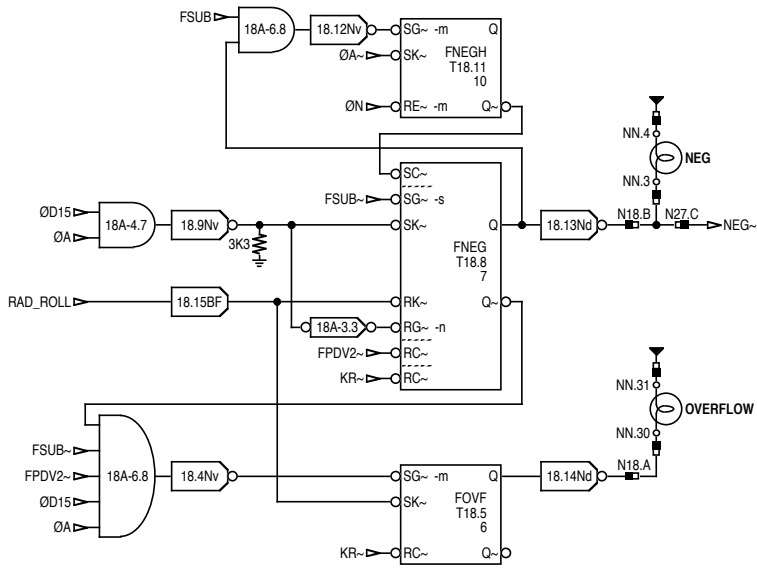 FSUB
18A-6.8
18.12Nv
SG~ -m
Q
ØA~
SK~
FNEGH
T18.11
10
ØN
RE~ -m
Q~
NN.4
NEG
NN.3
SC~
FSUB~
SG~ -s
ØD15
ØA
18A-4.7
18.9Nv
3K3
SK~
Q
FNEG
T18.8
7
18.13Nd
N18.B
N27.C
NEG~
RAD_ROLL
18.15BF
RK~
Q~
18A-3.3
RG~ -n
FPDV2~
RC~
KR~
RC~
NN.31
OVERFLOW
NN.30
FSUB~
FPDV2~
ØD15
ØA
18A-6.8
18.4Nv
SG~ -m
Q
SK~
FOVF
T18.5
6
18.14Nd
N18.A
KR~
RC~
Q~